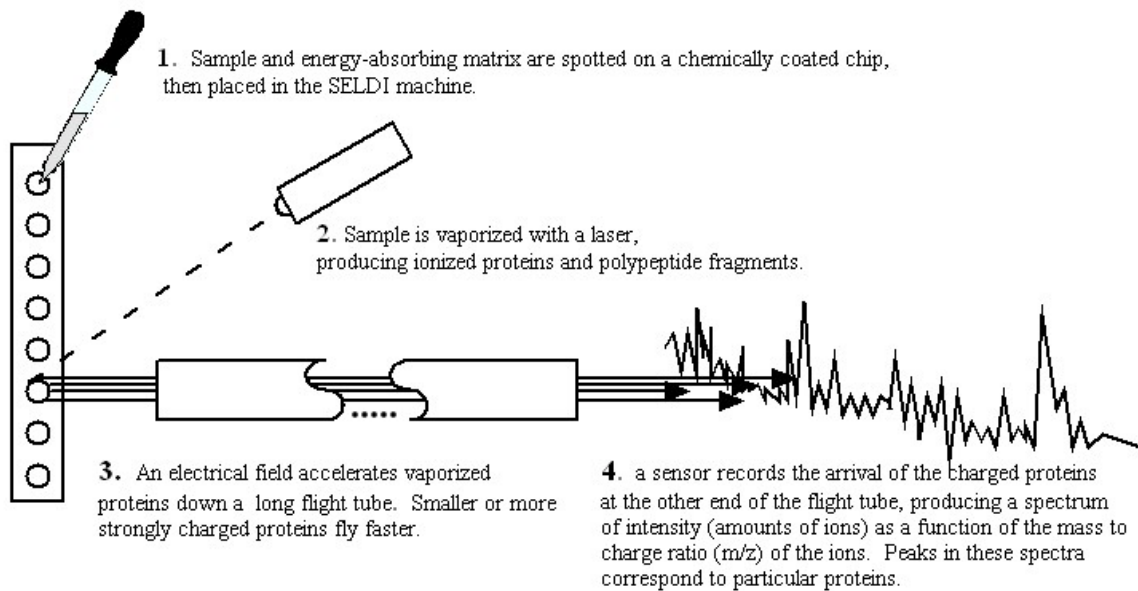 1. Sample and energy-absorbing matrix are spotted on a chemically coated chip,
then placed in the SELDI machine.
2. Sample is vaporized with a laser,
producing ionized proteins and polypeptide fragments.
3. An electrical field accelerates vaporized
proteins down a long flight tube. Smaller or more
strongly charged proteins fly faster.
4. a sensor records the arrival of the charged proteins
at the other end of the flight tube, producing a spectrum
of intensity (amounts of ions) as a function of the mass to
charge ratio (m/z) of the ions. Peaks in these spectra
correspond to particular proteins.